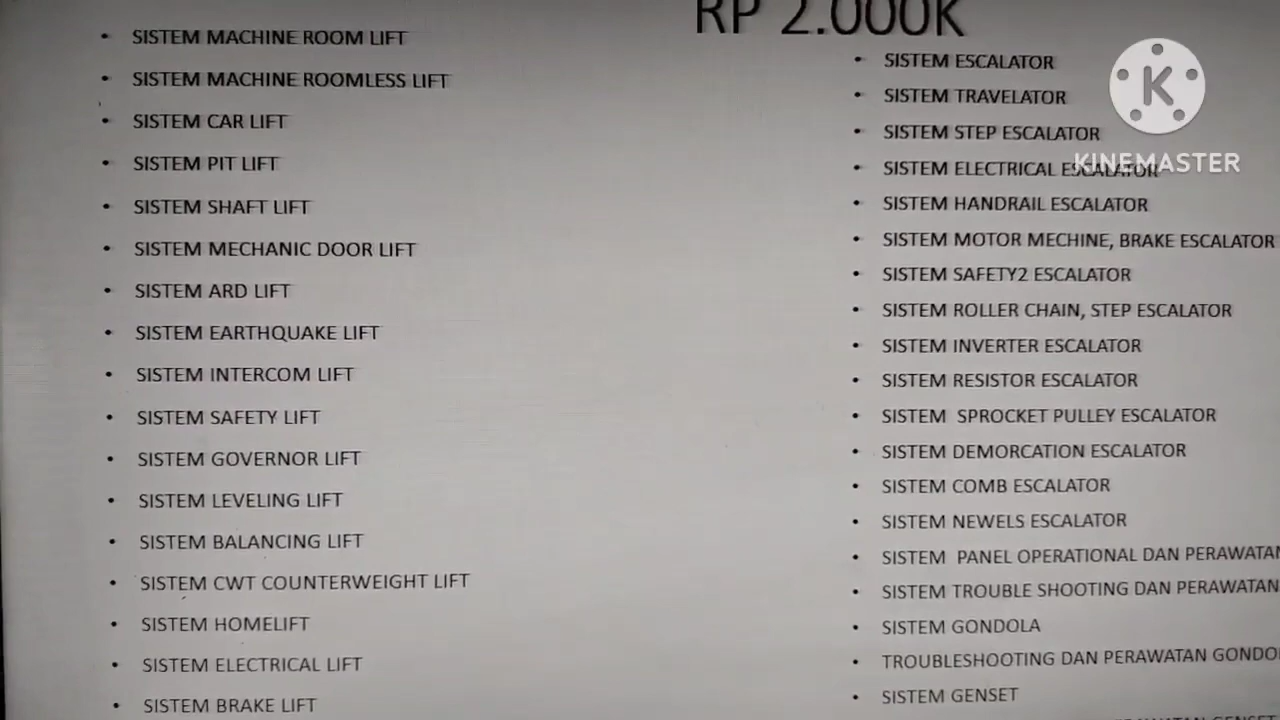 RP 2.000K
• SISTEM MACHINE ROOM LIFT
• SISTEM MACHINE ROOMLESS LIFT
• SISTEM CAR LIFT
• SISTEM PIT LIFT
• SISTEM SHAFT LIFT
• SISTEM MECHANIC DOOR LIFT
• SISTEM ARD LIFT
• SISTEM EARTHQUAKE LIFT
• SISTEM INTERCOM LIFT
• SISTEM SAFETY LIFT
• SISTEM GOVERNOR LIFT
• SISTEM LEVELING LIFT
• SISTEM BALANCING LIFT
• SISTEM CWT COUNTERWEIGHT LIFT
• SISTEM HOMELIFT
• SISTEM ELECTRICAL LIFT
• SISTEM BRAKE LIFT
• SISTEM ESCALATOR
• SISTEM TRAVELATOR
• SISTEM STEP ESCALATOR
• SISTEM ELECTRICAL ESCALATOR
• SISTEM HANDRAIL ESCALATOR
• SISTEM MOTOR MECHINE, BRAKE ESCALATOR
• SISTEM SAFETY2 ESCALATOR
• SISTEM ROLLER CHAIN, STEP ESCALATOR
• SISTEM INVERTER ESCALATOR
• SISTEM RESISTOR ESCALATOR
• SISTEM SPROCKET PULLEY ESCALATOR
• SISTEM DEMORCATION ESCALATOR
• SISTEM COMB ESCALATOR
• SISTEM NEWELS ESCALATOR
• SISTEM PANEL OPERATIONAL DAN PERAWATAN
• SISTEM TROUBLE SHOOTING DAN PERAWATAN
• SISTEM GONDOLA
• TROUBLESHOOTING DAN PERAWATAN GONDO
• SISTEM GENSET
K
KINEMASTER